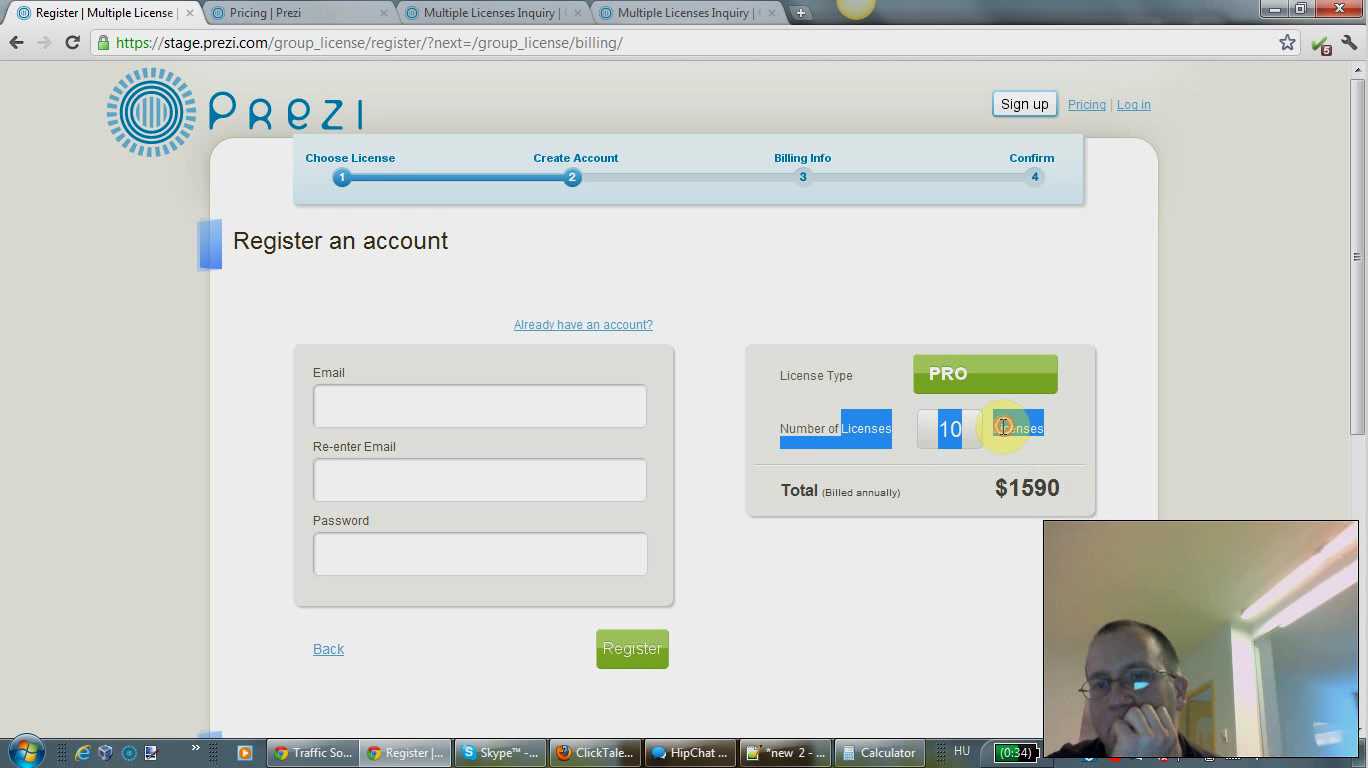 Register | Multiple License
Pricing | Prezi
Multiple Licenses Inquiry |
Multiple Licenses Inquiry |
https://stage.prezi.com/group_license/register/?next=/group_license/billing/
5
PREZI
Sign up
Pricing | Log in
Choose License
Create Account
Billing Info
Confirm
1
2
3
4
Register an account
Already have an account?
Email
Re-enter Email
Password
Back
Register
License Type
PRO
Number of Licenses
10
Licenses
Total (Billed annually)
$1590
»
Traffic So...
Register |...
Skype™ -...
ClickTale...
HipChat ...
*new 2 - ...
Calculator
HU
(0:34)